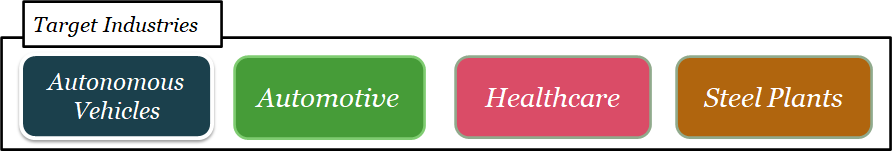 Target Industries
Autonomous
Vehicles
Automotive
Healthcare
Steel Plants